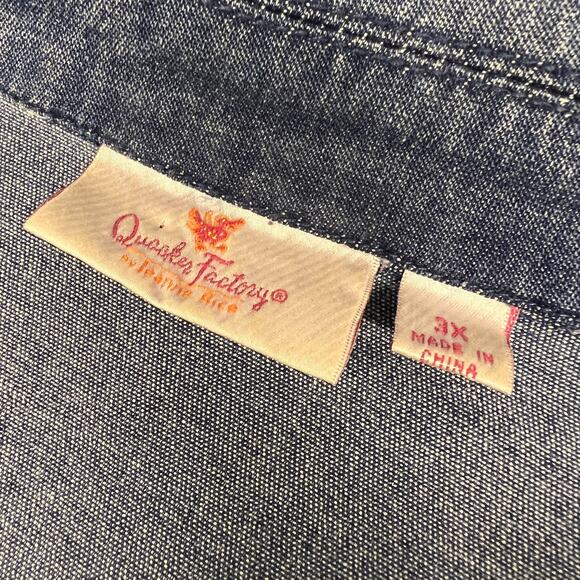 Quacker Factory®
by Jeanne Bice
3X
MADE IN
CHINA